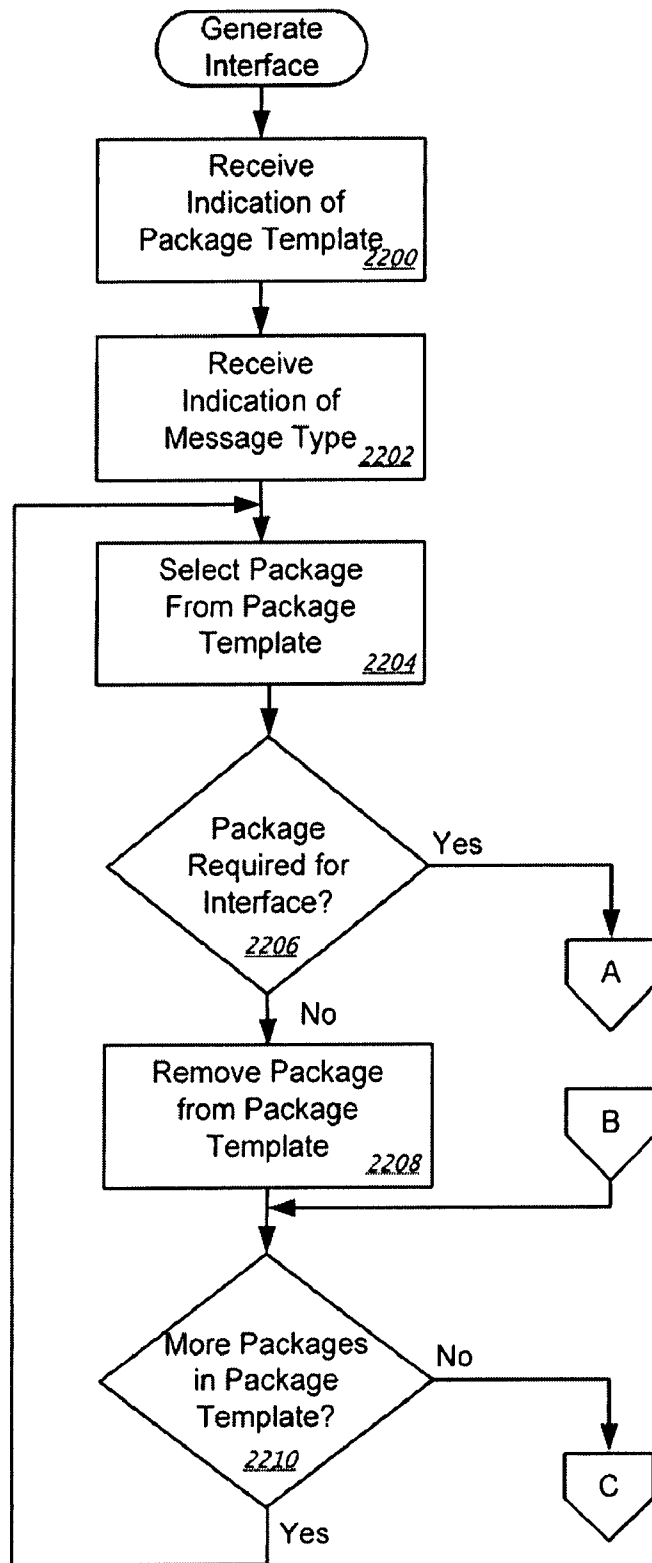 Generate
Interface
Receive
Indication of
Package Template
2200
Receive
Indication of
Message Type
2202
Select Package
From Package
Template
2204
Package
Required for
Interface?
2206
Yes
A
No
Remove Package
from Package
Template
2208
B
More Packages
in Package
Template?
2210
No
C
Yes